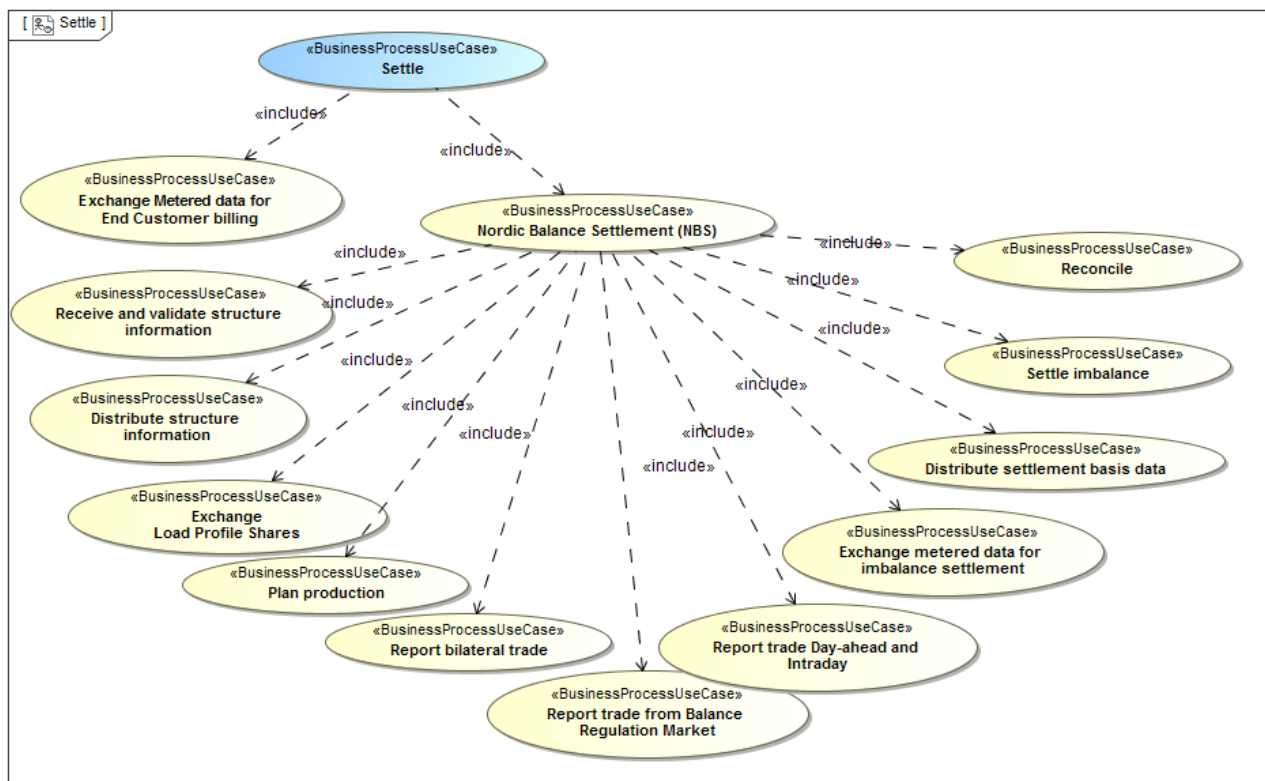 [ Settle ]
«BusinessProcessUseCase»
Settle
«include»
«include»
«BusinessProcessUseCase»
Exchange Metered data for
End Customer billing
«BusinessProcessUseCase»
Nordic Balance Settlement (NBS)
«include»
«include»
«BusinessProcessUseCase»
Reconcile
«BusinessProcessUseCase»
Receive and validate structure
information
«include»
«include»
«BusinessProcessUseCase»
Settle imbalance
«include»
«include»
«BusinessProcessUseCase»
Distribute structure
information
«include»
«include»
«include»
«include»
«BusinessProcessUseCase»
Distribute settlement basis data
«BusinessProcessUseCase»
Exchange
Load Profile Shares
«BusinessProcessUseCase»
Exchange metered data for
imbalance settlement
«BusinessProcessUseCase»
Plan production
«BusinessProcessUseCase»
Report bilateral trade
«BusinessProcessUseCase»
Report trade Day-ahead and
Intraday
«BusinessProcessUseCase»
Report trade from Balance
Regulation Market